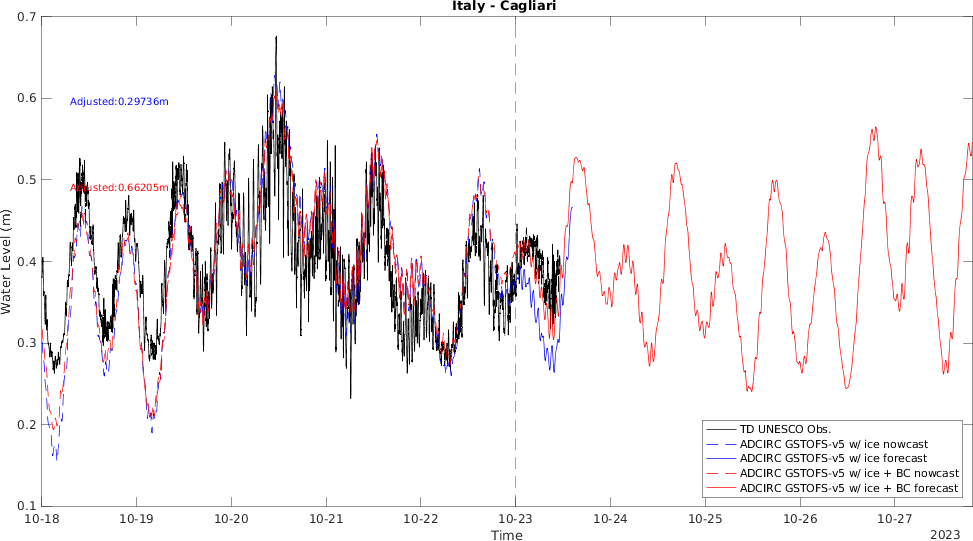 Italy - Cagliari
0.7
0.6
0.5
0.4
0.3
0.2
0.1
Water Level (m)
Adjusted:0.29736m
Adjusted:0.66205m
TD UNESCO Obs.
ADCIRC GSTOFS-v5 w/ ice nowcast
ADCIRC GSTOFS-v5 w/ ice forecast
ADCIRC GSTOFS-v5 w/ ice + BC nowcast
ADCIRC GSTOFS-v5 w/ ice + BC forecast
10-18 10-19 10-20 10-21 10-22 10-23 10-24 10-25 10-26 10-27
Time
2023